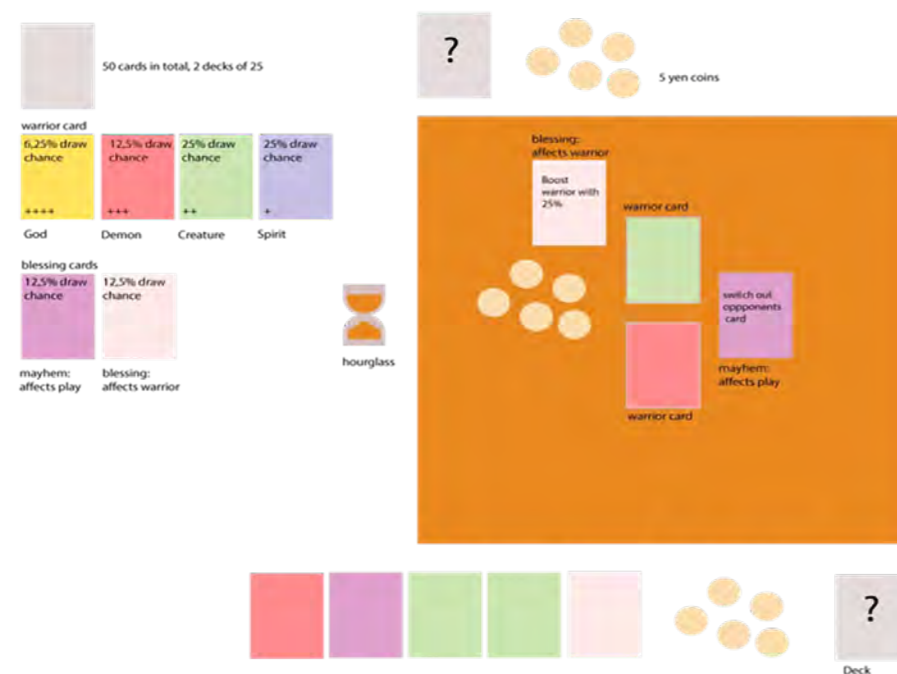 50 cards in total, 2 decks of 25
?
5 yen coins
warrior card
6,25% draw
chance
++++
12,5% draw
chance
+++
25% draw
chance
++
25% draw
chance
+
God
Demon
Creature
Spirit
blessing cards
12,5% draw
chance
12,5% draw
chance
mayhem:
affects play
blessing:
affects warrior
hourglass
blessing:
affects warrior
Boost
warrior with
25%
warrior card
switch out
oppponents
card
mayhem:
affects play
warrior card
?
Deck